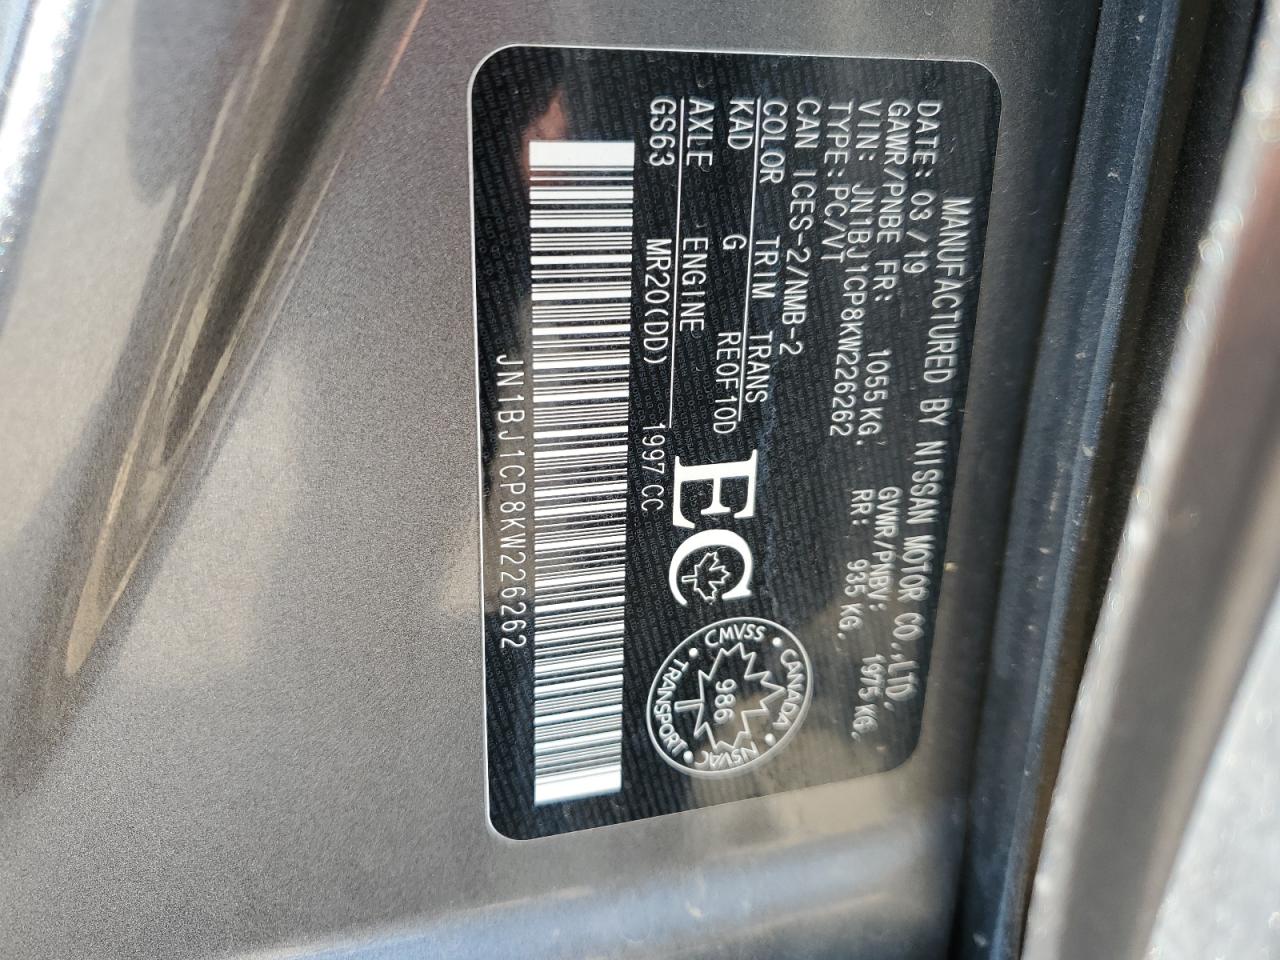 MANUFACTURED BY NISSAN MOTOR CO.,LTD.
DATE: 03/19 GVWR/PNBV: 1975 KG.
GAWR/PNBE FR: 1055 KG. RR: 935 KG.
VIN: JN1BJ1CP8KW226262
TYPE:PC/VT
CAN ICES-2/NMB-2
COLOR TRIM TRANS
KAD G RE0F10D
AXLE ENGINE
GS63 MR20(DD) 1997 CC
EC
CMVSS • CANADA • NSVAC • TRANSPORT •
986
JN1BJ1CP8KW226262